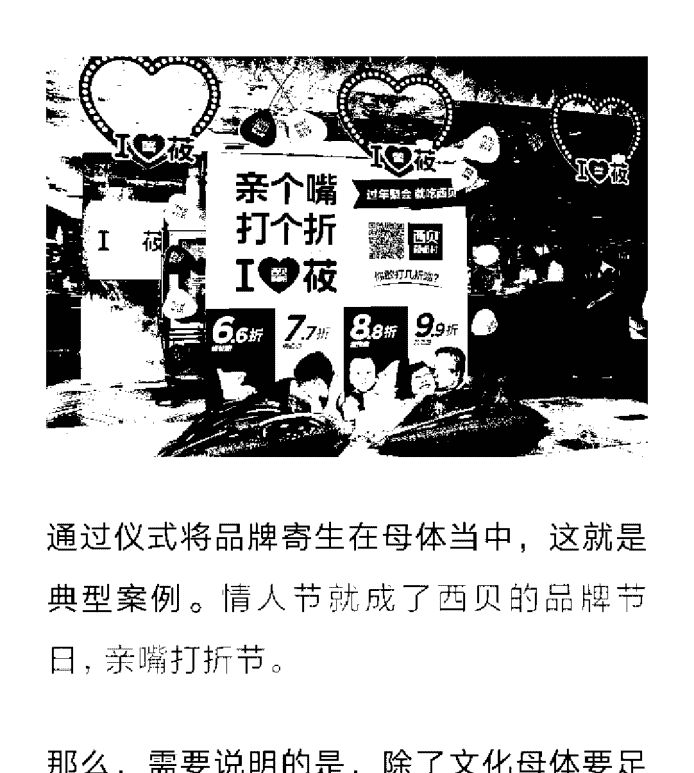 I ❤ 莜
I ❤ 莜
I ❤ 莜
亲个嘴
打个折
I ❤ 莜
过年聚会 就吃西贝
西贝
你敢打几折呢?
I 莜
6.6折
7.7折
8.8折
9.9折
通过仪式将品牌寄生在母体当中，这就是
典型案例。情人节就成了西贝的品牌节
日，亲嘴打折节。
那么，需要说明的是，除了文化母体要足